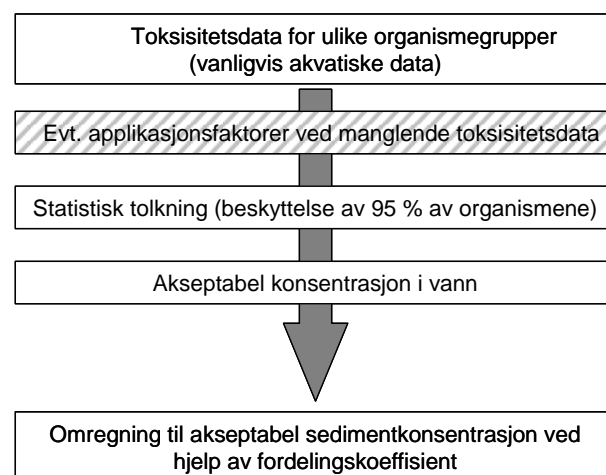 Toksisitetsdata for ulike organismegrupper
(vanligvis akvatiske data)
Evt. applikasjonsfaktorer ved manglende toksisitetsdata
Statistisk tolkning (beskyttelse av 95 % av organismene)
Akseptabel konsentrasjon i vann
Omregning til akseptabel sedimentkonsentrasjon ved
hjelp av fordelingskoeffisient